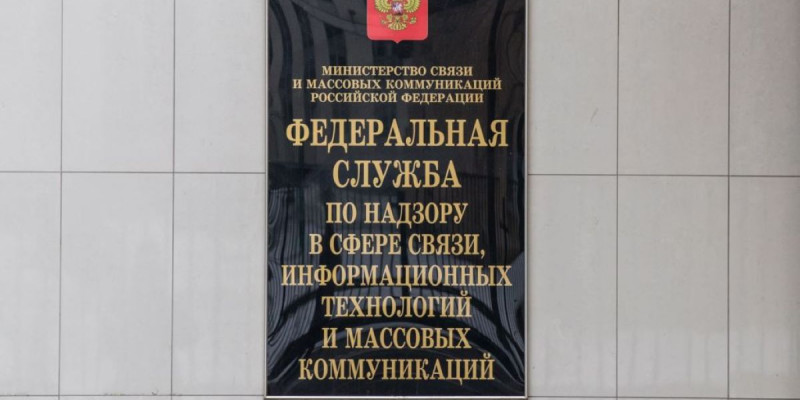 МИНИСТЕРСТВО СВЯЗИ
И МАССОВЫХ КОММУНИКАЦИЙ
РОССИЙСКОЙ ФЕДЕРАЦИИ
ФЕДЕРАЛЬНАЯ
СЛУЖБА
ПО НАДЗОРУ
В СФЕРЕ СВЯЗИ,
ИНФОРМАЦИОННЫХ
ТЕХНОЛОГИЙ
И МАССОВЫХ
КОММУНИКАЦИЙ